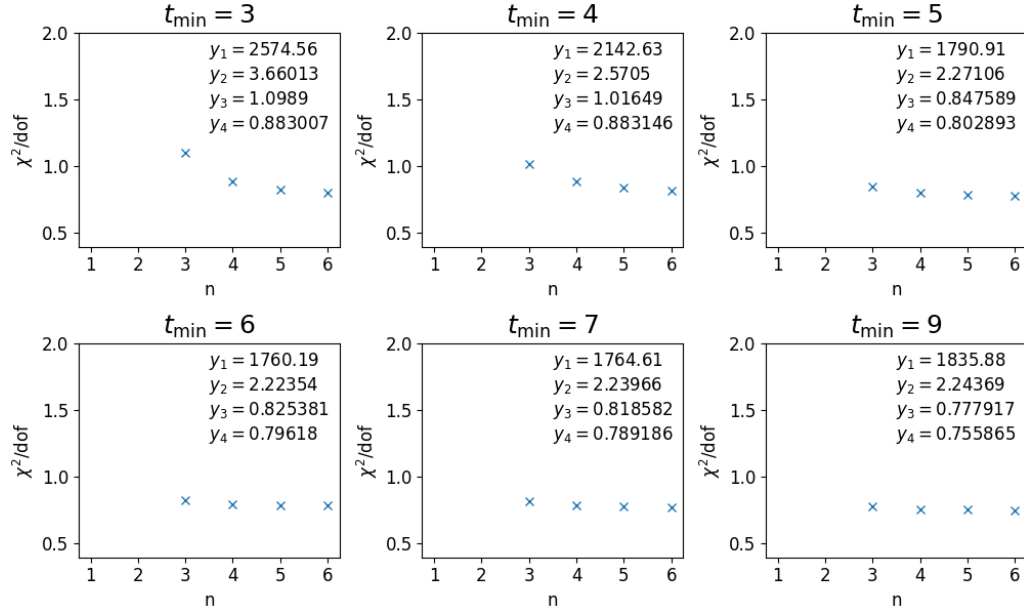 t_min = 3
y_1 = 2574.56
y_2 = 3.66013
y_3 = 1.0989
y_4 = 0.883007
χ²/dof
2.0
1.5
1.0
0.5
1 2 3 4 5 6
n
t_min = 4
y_1 = 2142.63
y_2 = 2.5705
y_3 = 1.01649
y_4 = 0.883146
χ²/dof
2.0
1.5
1.0
0.5
1 2 3 4 5 6
n
t_min = 5
y_1 = 1790.91
y_2 = 2.27106
y_3 = 0.847589
y_4 = 0.802893
χ²/dof
2.0
1.5
1.0
0.5
1 2 3 4 5 6
n
t_min = 6
y_1 = 1760.19
y_2 = 2.22354
y_3 = 0.825381
y_4 = 0.79618
χ²/dof
2.0
1.5
1.0
0.5
1 2 3 4 5 6
n
t_min = 7
y_1 = 1764.61
y_2 = 2.23966
y_3 = 0.818582
y_4 = 0.789186
χ²/dof
2.0
1.5
1.0
0.5
1 2 3 4 5 6
n
t_min = 9
y_1 = 1835.88
y_2 = 2.24369
y_3 = 0.777917
y_4 = 0.755865
χ²/dof
2.0
1.5
1.0
0.5
1 2 3 4 5 6
n